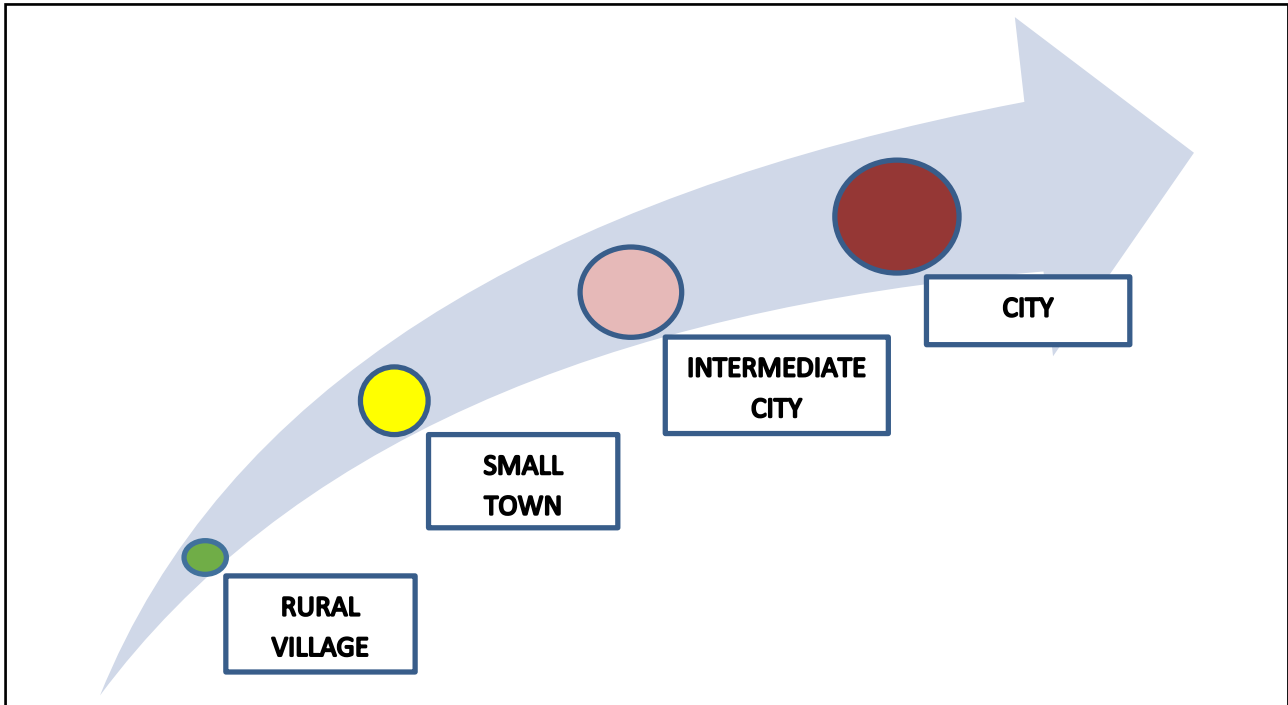 CITY
INTERMEDIATE
CITY
SMALL
TOWN
RURAL
VILLAGE